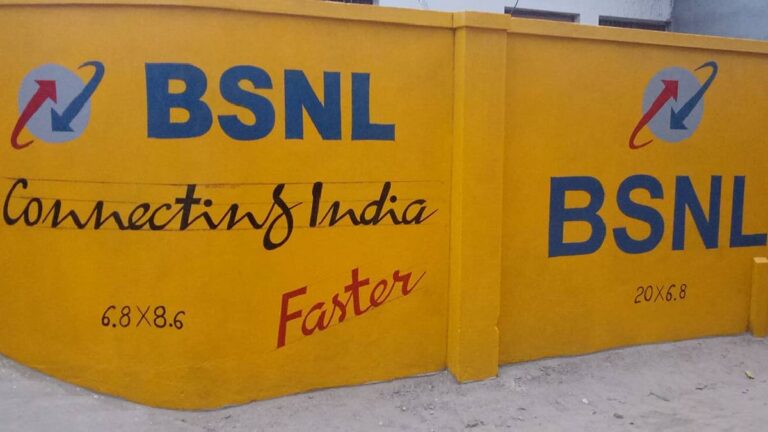 BSNL
Connecting India
Faster
6.8X8.6
BSNL
20X6.8